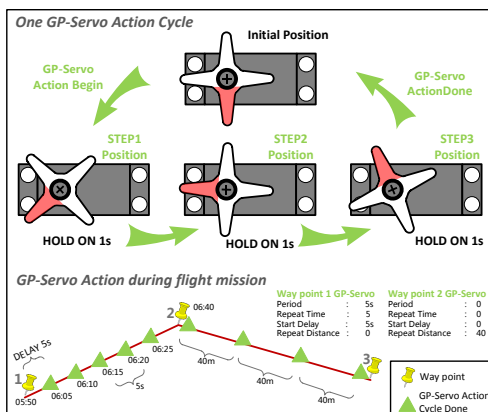 One GP-Servo Action Cycle
Initial Position
GP-Servo
Action Begin
GP-Servo
ActionDone
STEP1
Position
STEP2
Position
STEP3
Position
HOLD ON 1s
HOLD ON 1s
HOLD ON 1s
GP-Servo Action during flight mission
Way point 1 GP-Servo
Period : 5s
Repeat Time : 5
Start Delay : 5s
Repeat Distance : 0
Way point 2 GP-Servo
Period : 0
Repeat Time : 0
Start Delay : 0
Repeat Distance : 40
2
06:40
06:25
06:20
06:15
06:10
06:05
05:50
1
DELAY 5s
5s
40m
40m
40m
3
Way point
GP-Servo Action
Cycle Done